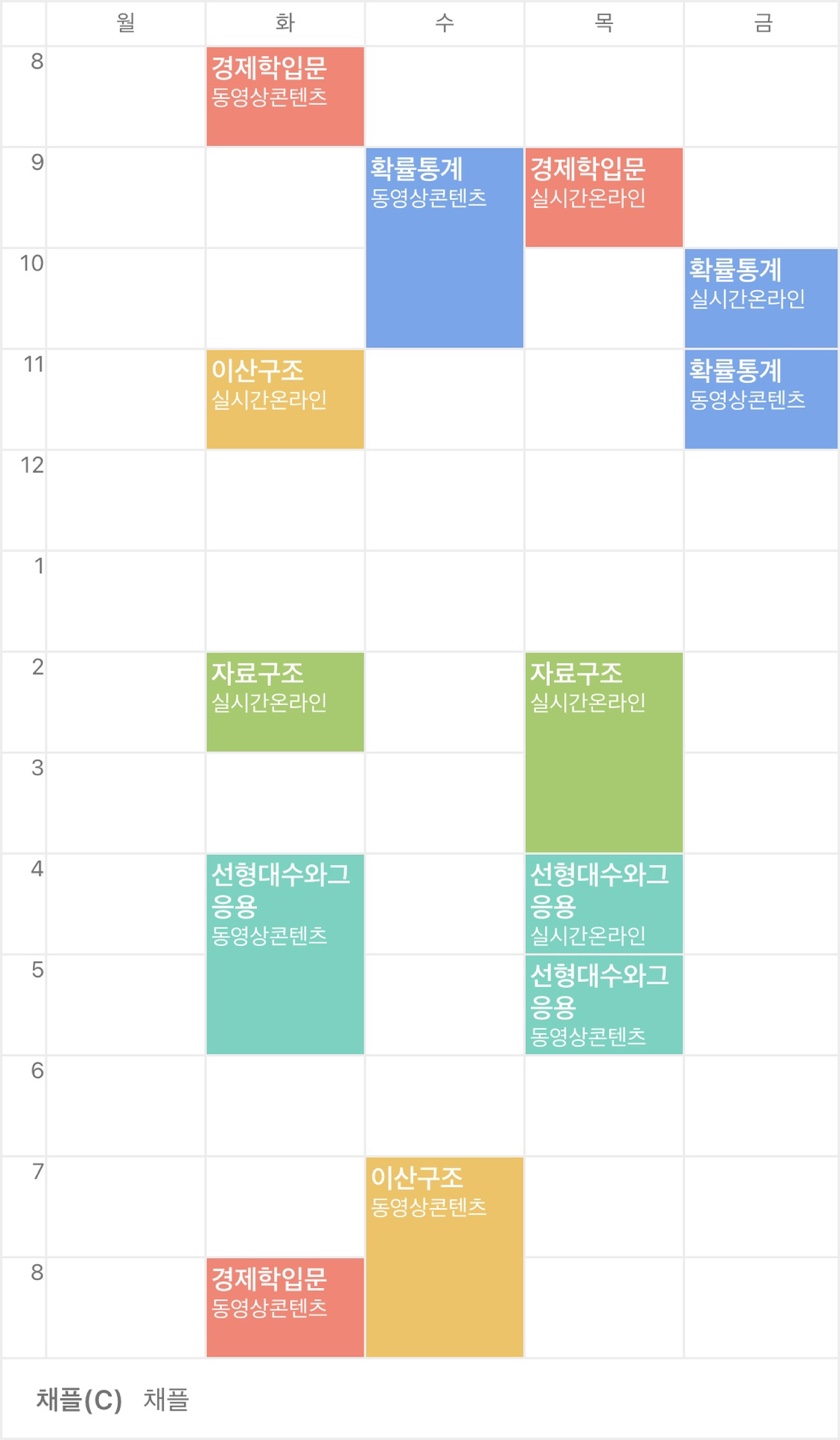 월 화 수 목 금
8
경제학입문
동영상콘텐츠
9
확률통계
동영상콘텐츠
경제학입문
실시간온라인
10
확률통계
실시간온라인
11
이산구조
실시간온라인
확률통계
동영상콘텐츠
12
1
2
자료구조
실시간온라인
자료구조
실시간온라인
3
4
선형대수와그
응용
동영상콘텐츠
선형대수와그
응용
실시간온라인
5
선형대수와그
응용
동영상콘텐츠
6
7
이산구조
동영상콘텐츠
8
경제학입문
동영상콘텐츠
채플(C) 채플